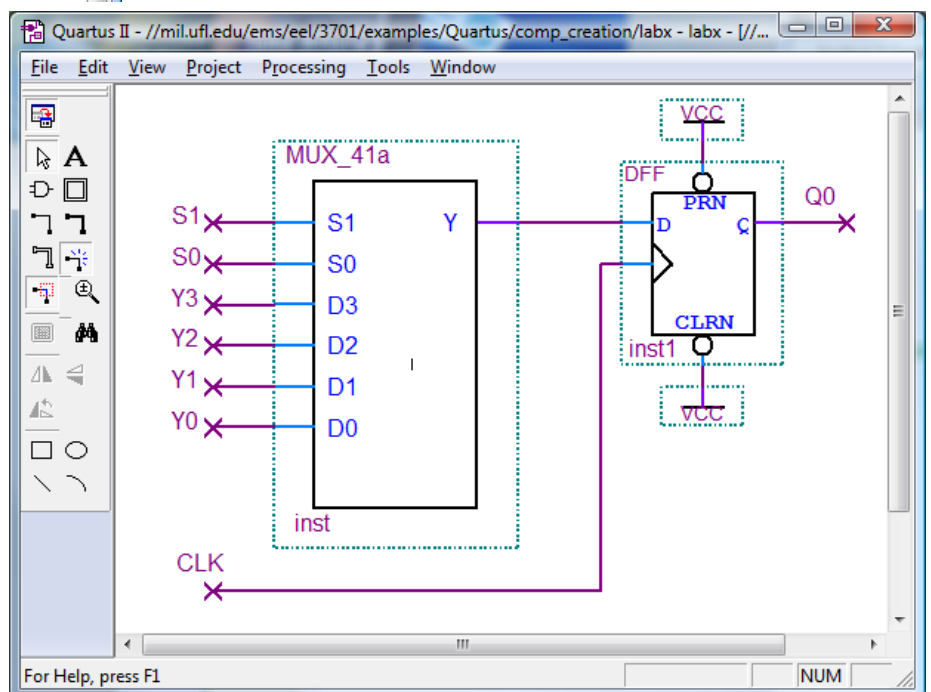 Quartus II - //mil.ufl.edu/ems/eel/3701/examples/Quartus/comp_creation/labx - labx - [//...
File Edit View Project Processing Tools Window
A
VCC
MUX_41a
DFF
PRN
Q0
S1
S1
Y
D
Q
S0
S0
Y3
D3
Y2
D2
CLRN
inst1
Y1
D1
VCC
Y0
D0
inst
CLK
For Help, press F1
NUM